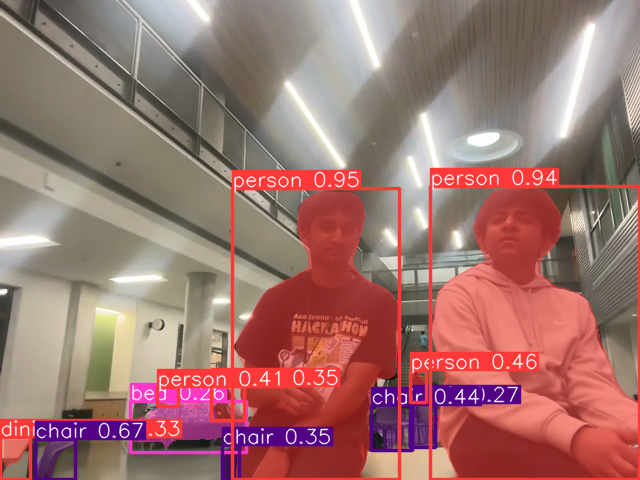 person 0.95
person 0.94
Academies of Loudoun
HACKATHON
person 0.46
person 0.41 0.35
bed 0.26
chair 0.44 0.27
dini
chair 0.67 .33
chair 0.35